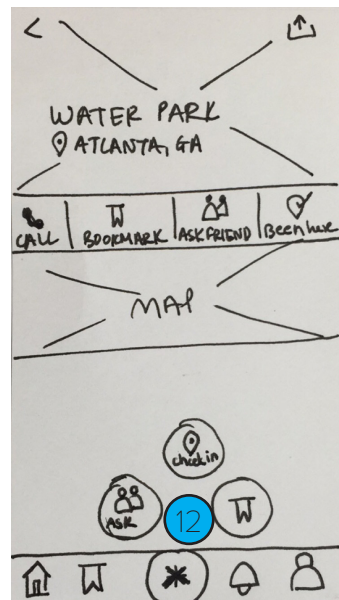 WATER PARK
ATLANTA, GA
CALL BOOKMARK ASK FRIEND Been here
MAP
Check in
ASK
12